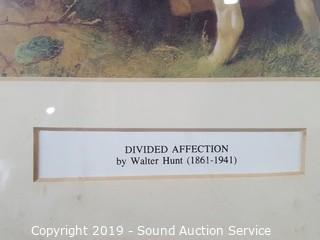 DIVIDED AFFECTION
by Walter Hunt (1861-1941)
Copyright 2019 - Sound Auction Service